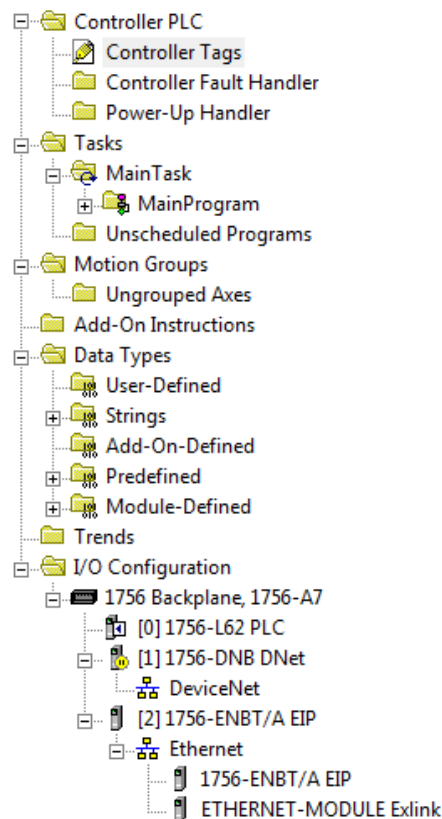 Controller PLC
Controller Tags
Controller Fault Handler
Power-Up Handler
Tasks
MainTask
MainProgram
Unscheduled Programs
Motion Groups
Ungrouped Axes
Add-On Instructions
Data Types
User-Defined
Strings
Add-On-Defined
Predefined
Module-Defined
Trends
I/O Configuration
1756 Backplane, 1756-A7
[0] 1756-L62 PLC
[1] 1756-DNB DNet
DeviceNet
[2] 1756-ENBT/A EIP
Ethernet
1756-ENBT/A EIP
ETHERNET-MODULE Exlink